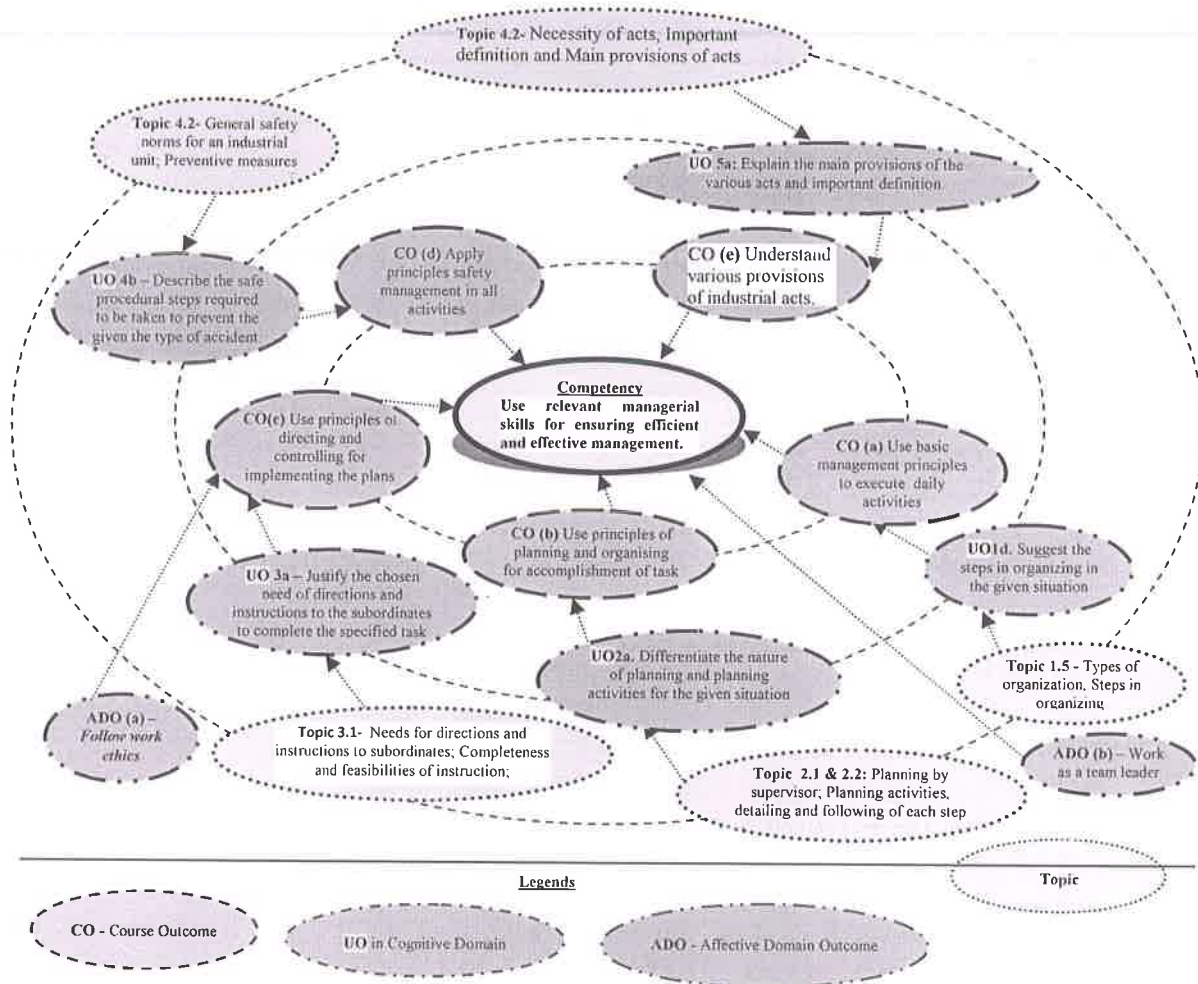 Topic 4.2- Necessity of acts, Important
definition and Main provisions of acts
Topic 4.2- General safety
norms for an industrial
unit; Preventive measures
UO 5a: Explain the main provisions of the
various acts and important definition
UO 4b – Describe the safe
procedural steps required
to be taken to prevent the
given the type of accident
CO (d) Apply
principles safety
management in all
activities
CO (e) Understand
various provisions
of industrial acts.
Competency
Use relevant managerial
skills for ensuring efficient
and effective management.
CO(c) Use principles of
directing and
controlling for
implementing the plans
CO (a) Use basic
management principles
to execute daily
activities
CO (b) Use principles of
planning and organising
for accomplishment of task
UO1d. Suggest the
steps in organizing in
the given situation
UO 3a – Justify the chosen
need of directions and
instructions to the subordinates
to complete the specified task
UO2a. Differentiate the nature
of planning and planning
activities for the given situation
Topic 1.5 - Types of
organization, Steps in
organizing
ADO (a) –
Follow work
ethics
Topic 3.1- Needs for directions and
instructions to subordinates; Completeness
and feasibilities of instruction;
Topic 2.1 & 2.2: Planning by
supervisor; Planning activities,
detailing and following of each step
ADO (b) – Work
as a team leader
Legends
Topic
CO - Course Outcome
UO in Cognitive Domain
ADO - Affective Domain Outcome